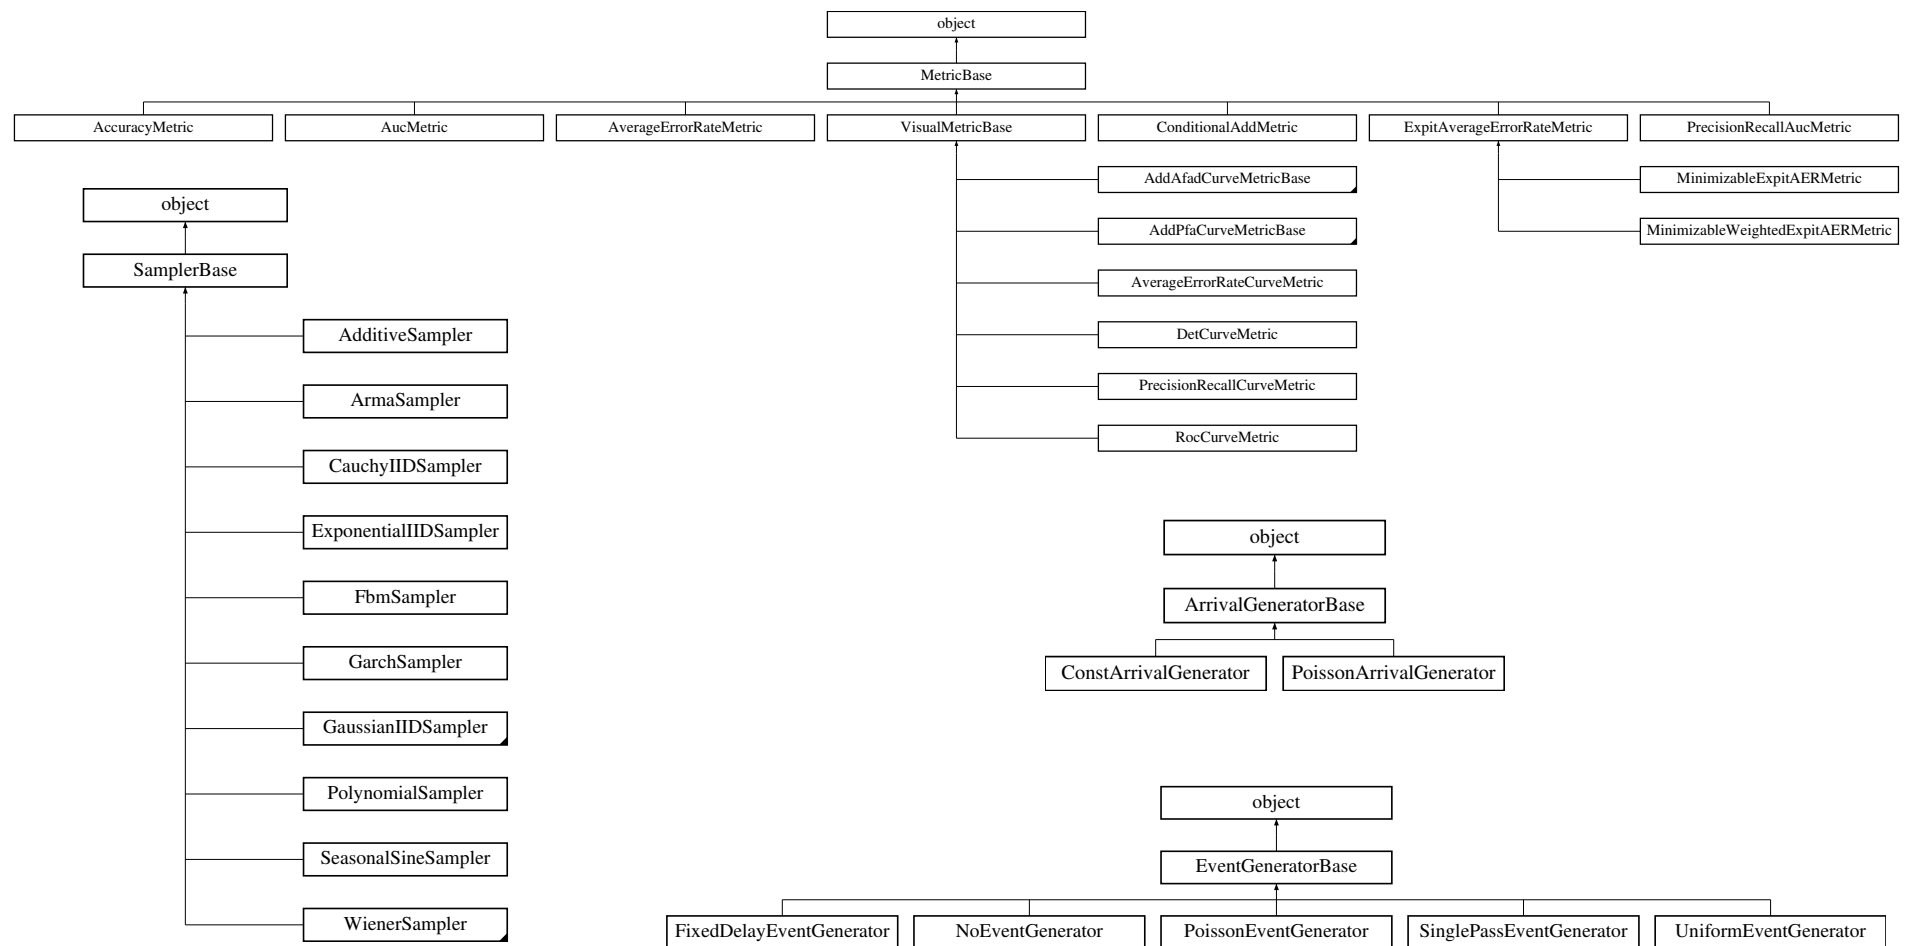 object
MetricBase
AccuracyMetric
AucMetric
AverageErrorRateMetric
VisualMetricBase
ConditionalAddMetric
ExpitAverageErrorRateMetric
PrecisionRecallAucMetric
AddAfadCurveMetricBase
AddPfaCurveMetricBase
AverageErrorRateCurveMetric
DetCurveMetric
PrecisionRecallCurveMetric
RocCurveMetric
MinimizableExpitAERMetric
MinimizableWeightedExpitAERMetric
object
SamplerBase
AdditiveSampler
ArmaSampler
CauchyIIDSampler
ExponentialIIDSampler
FbmSampler
GarchSampler
GaussianIIDSampler
PolynomialSampler
SeasonalSineSampler
WienerSampler
object
ArrivalGeneratorBase
ConstArrivalGenerator
PoissonArrivalGenerator
object
EventGeneratorBase
FixedDelayEventGenerator
NoEventGenerator
PoissonEventGenerator
SinglePassEventGenerator
UniformEventGenerator